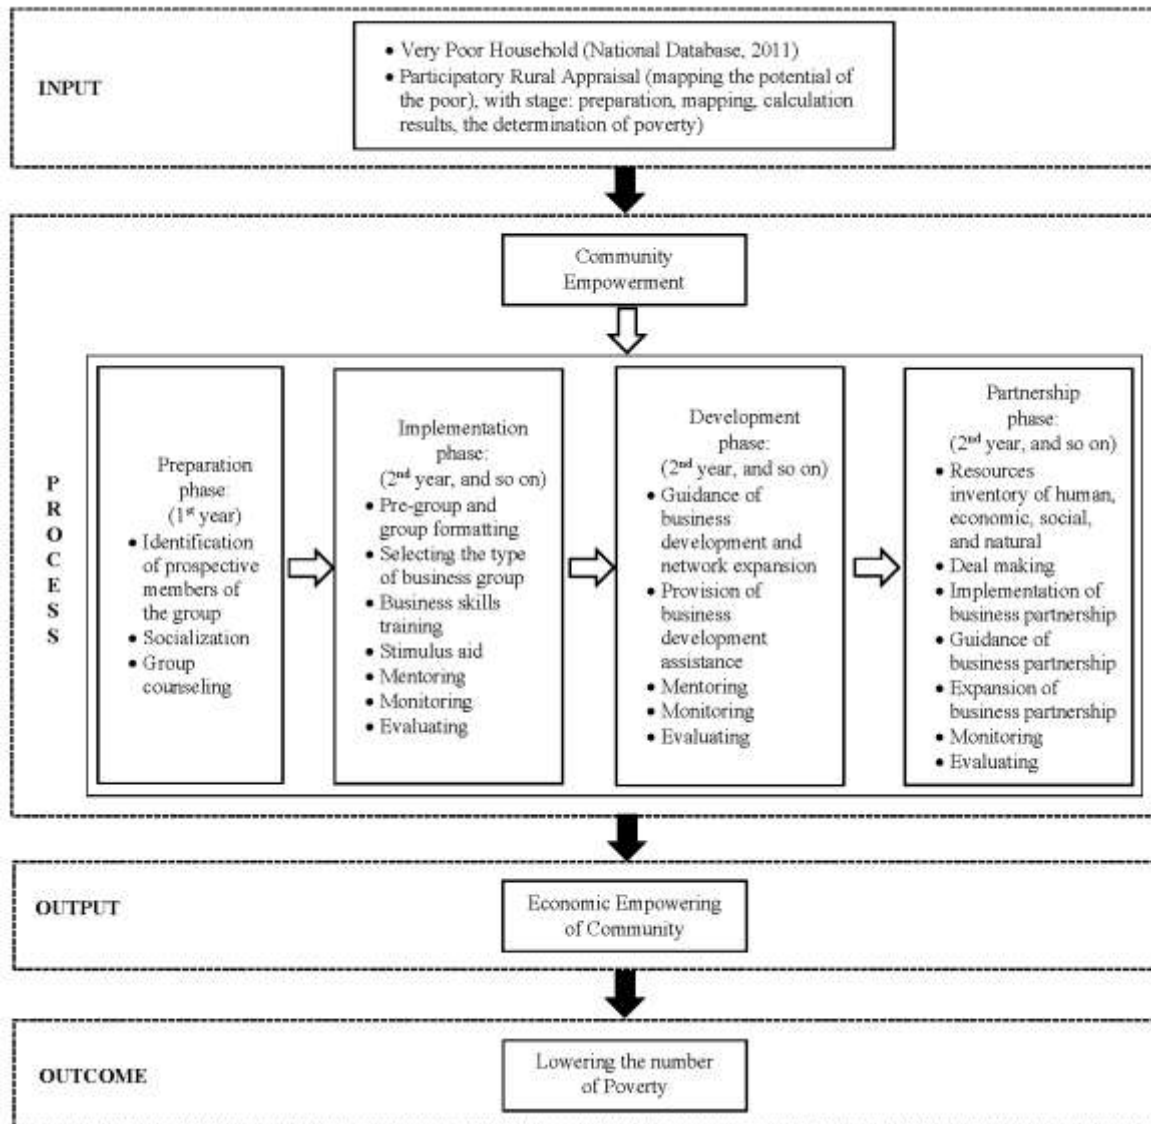 INPUT
• Very Poor Household (National Database, 2011)
• Participatory Rural Appraisal (mapping the potential of
the poor), with stage: preparation, mapping, calculation
results, the determination of poverty)
PROCESS
Community
Empowerment
Preparation
phase:
(1st year)
• Identification
of prospective
members of
the group
• Socialization
• Group
counseling
Implementation
phase:
(2nd year, and so on)
• Pre-group and
group formatting
• Selecting the type
of business group
• Business skills
training
• Stimulus aid
• Mentoring
• Monitoring
• Evaluating
Development
phase:
(2nd year, and so on)
• Guidance of
business
development and
network expansion
• Provision of
business
development
assistance
• Mentoring
• Monitoring
• Evaluating
Partnership
phase:
(2nd year, and so on)
• Resources
inventory of human,
economic, social,
and natural
• Deal making
• Implementation of
business partnership
• Guidance of
business partnership
• Expansion of
business partnership
• Monitoring
• Evaluating
OUTPUT
Economic Empowering
of Community
OUTCOME
Lowering the number
of Poverty